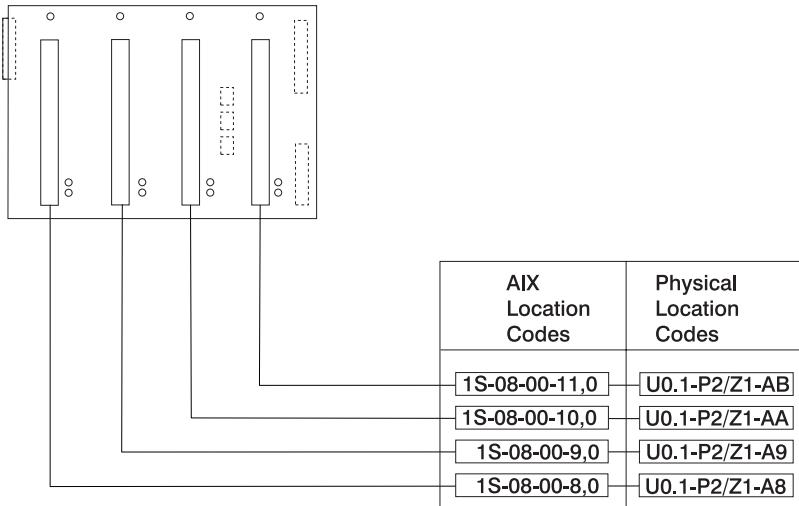 AIX
Location
Codes
Physical
Location
Codes
1S-08-00-11,0 U0.1-P2/Z1-AB
1S-08-00-10,0 U0.1-P2/Z1-AA
1S-08-00-9,0 U0.1-P2/Z1-A9
1S-08-00-8,0 U0.1-P2/Z1-A8